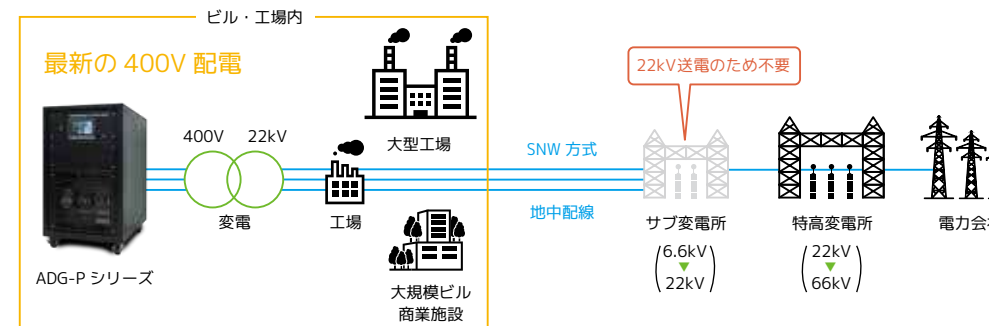 ビル・工場内
最新の 400V 配電
400V
22kV
変電
ADG-P シリーズ
大型工場
工場
大規模ビル
商業施設
SNW 方式
地中配線
22kV送電のため不要
サブ変電所
(6.6kV
▼
22kV)
特高変電所
(22kV
▼
66kV)
電力会